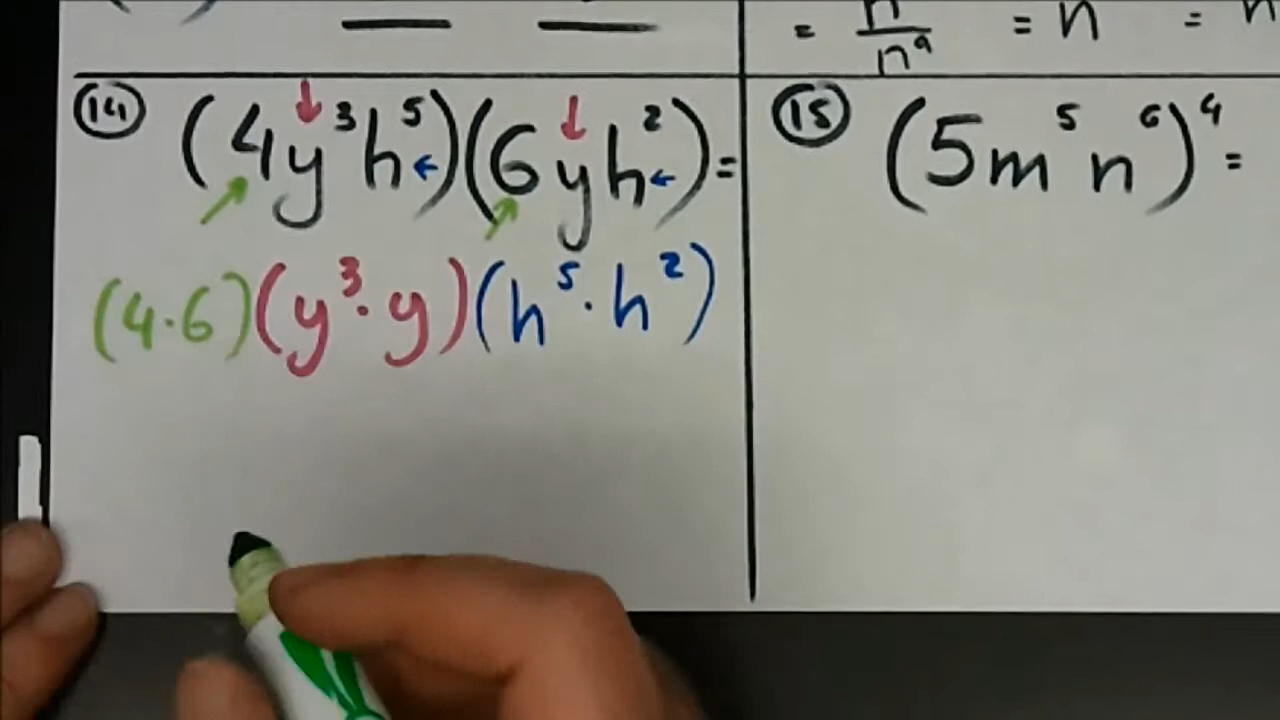 = n/n⁹ = n = n
14 (4y³h⁵)(6yh²)=
(4·6)(y³·y)(h⁵·h²)
15 (5m⁵n⁶)⁴=